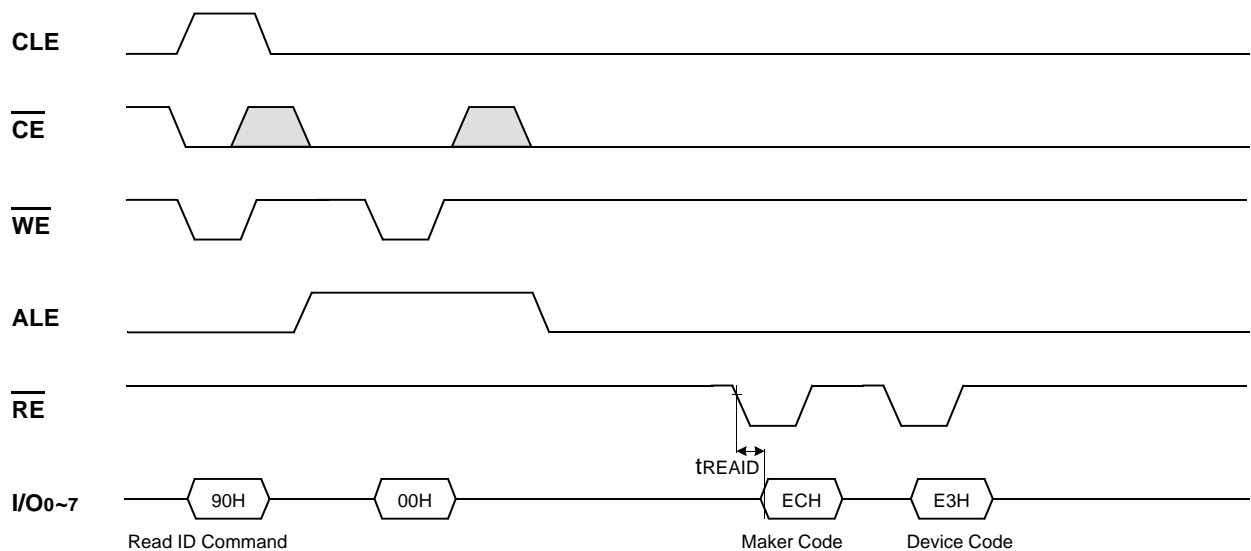 CLE
CE
WE
ALE
RE
tREAID
I/O0~7 90H 00H ECH E3H
Read ID Command Maker Code Device Code